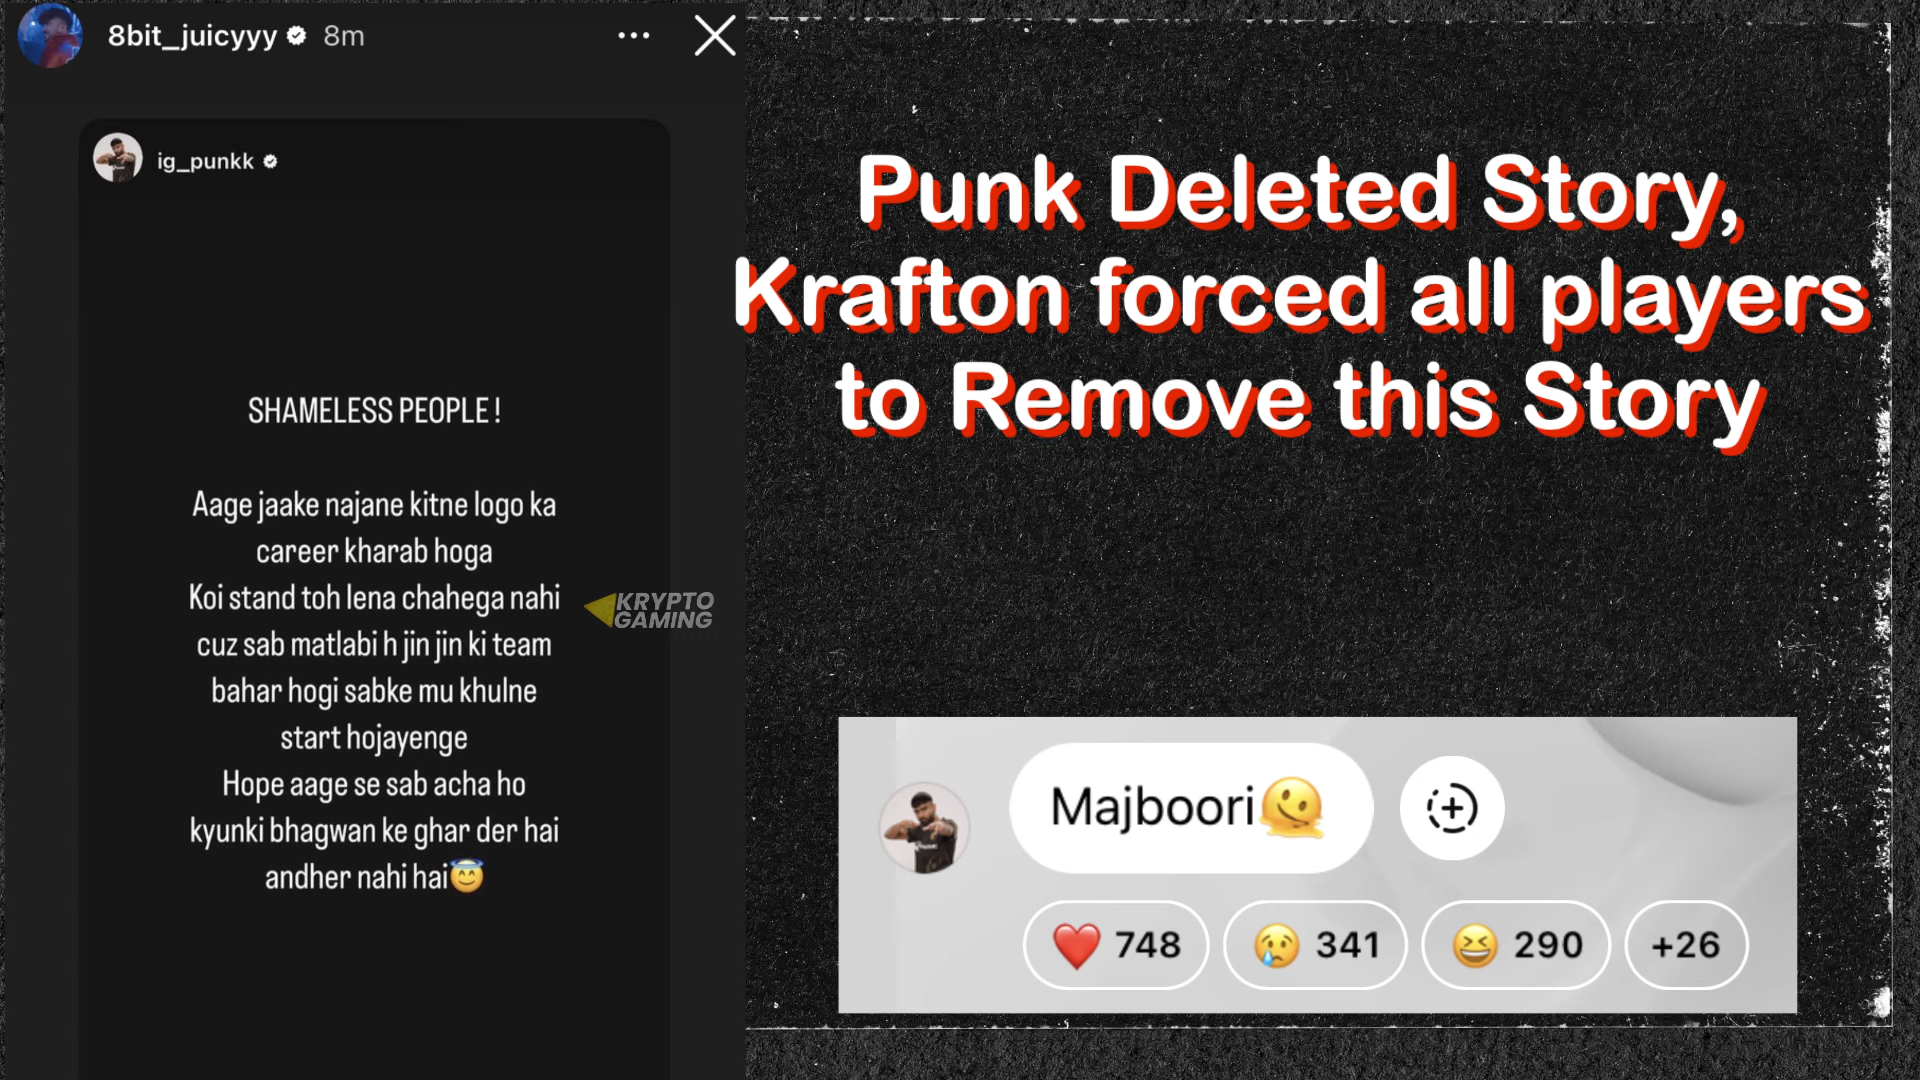 8bit_juicyyy 8m
ig_punkk
SHAMELESS PEOPLE !
Aage jaake najane kitne logo ka
career kharab hoga
Koi stand toh lena chahega nahi
cuz sab matlabi h jin jin ki team
bahar hogi sabke mu khulne
start hojayenge
Hope aage se sab acha ho
kyunki bhagwan ke ghar der hai
andher nahi hai😇
KRYPTO
GAMING
Punk Deleted Story,
Krafton forced all players
to Remove this Story
Majboori🫠
❤️ 748 😢 341 😆 290 +26